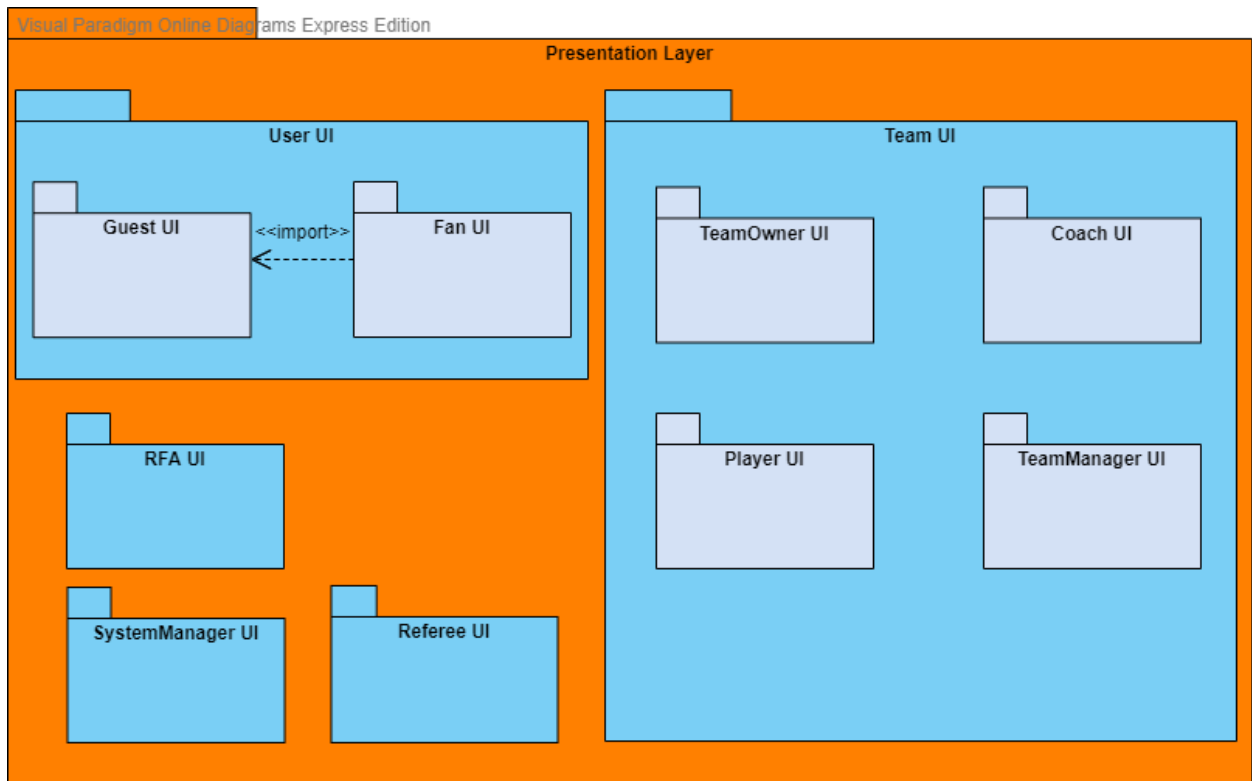 Visual Paradigm Online Diagrams Express Edition
Presentation Layer
User UI
Guest UI
<<import>>
Fan UI
Team UI
TeamOwner UI
Coach UI
Player UI
TeamManager UI
RFA UI
SystemManager UI
Referee UI